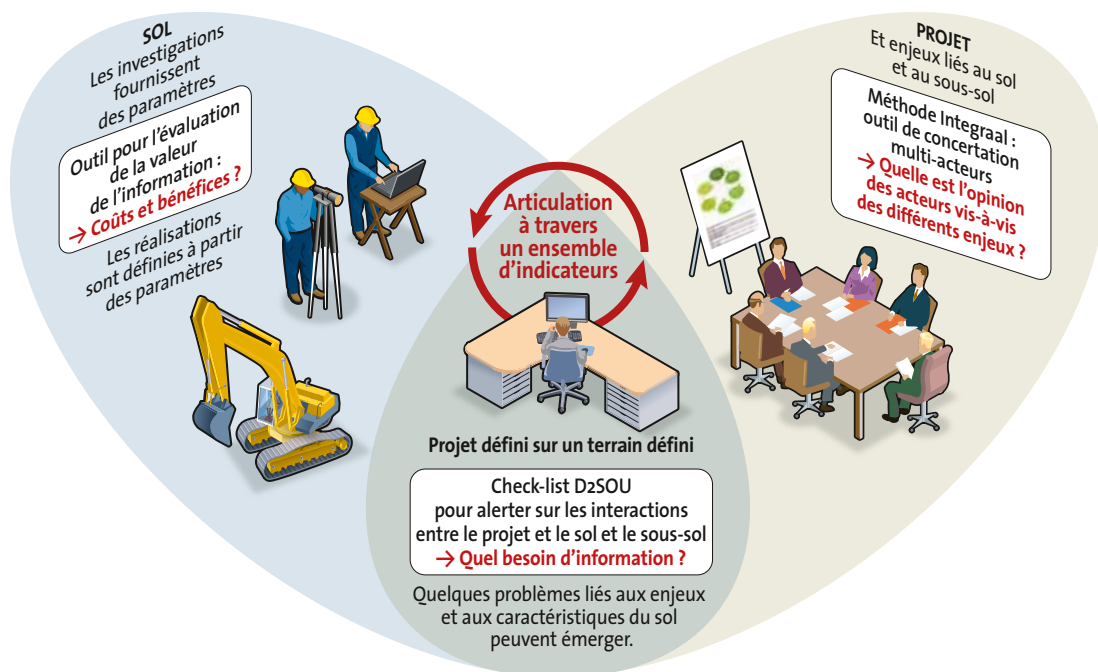 SOL
Les investigations
fournissent
des paramètres
Outil pour l'évaluation
de la valeur
de l'information :
→ Coûts et bénéfices ?
Les réalisations
sont définies à partir
des paramètres
Articulation
à travers
un ensemble
d'indicateurs
Projet défini sur un terrain défini
Check-list D2SOU
pour alerter sur les interactions
entre le projet et le sol et le sous-sol
→ Quel besoin d'information ?
Quelques problèmes liés aux enjeux
et aux caractéristiques du sol
peuvent émerger.
PROJET
Et enjeux liés au sol
et au sous-sol
Méthode Integraal :
outil de concertation
multi-acteurs
→ Quelle est l'opinion
des acteurs vis-à-vis
des différents enjeux ?